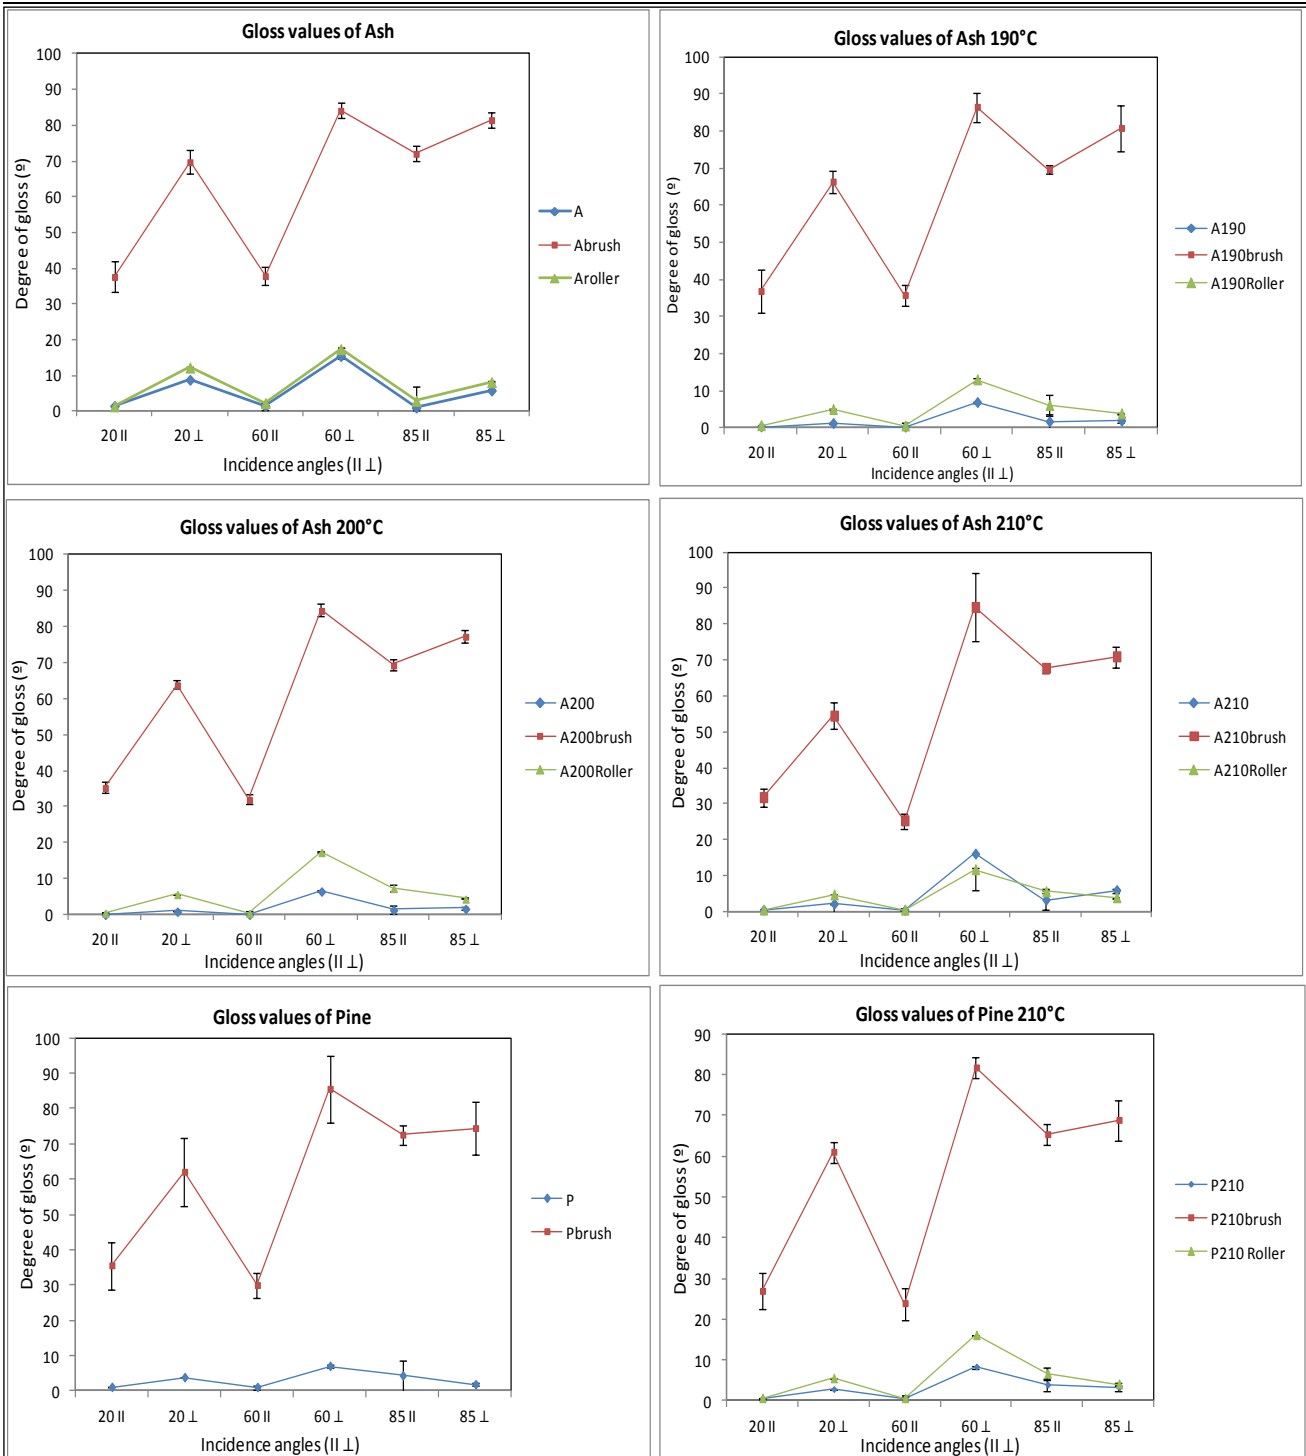 Gloss values of Ash
100
90
80
70
60
50
40
30
20
10
0
Degree of gloss (º)
20 II 20 ⊥ 60 II 60 ⊥ 85 II 85 ⊥
Incidence angles (II ⊥)
A
Abrush
Aroller
Gloss values of Ash 190°C
100
90
80
70
60
50
40
30
20
10
0
Degree of gloss (º)
20 II 20 ⊥ 60 II 60 ⊥ 85 II 85 ⊥
Incidence angles (II ⊥)
A190
A190brush
A190Roller
Gloss values of Ash 200°C
100
90
80
70
60
50
40
30
20
10
0
Degree of gloss (º)
20 II 20 ⊥ 60 II 60 ⊥ 85 II 85 ⊥
Incidence angles (II ⊥)
A200
A200brush
A200Roller
Gloss values of Ash 210°C
100
90
80
70
60
50
40
30
20
10
0
Degree of gloss (º)
20 II 20 ⊥ 60 II 60 ⊥ 85 II 85 ⊥
Incidence angles (II ⊥)
A210
A210brush
A210Roller
Gloss values of Pine
100
90
80
70
60
50
40
30
20
10
0
Degree of gloss (º)
20 II 20 ⊥ 60 II 60 ⊥ 85 II 85 ⊥
Incidence angles (II ⊥)
P
Pbrush
Gloss values of Pine 210°C
90
80
70
60
50
40
30
20
10
0
Degree of gloss (º)
20 II 20 ⊥ 60 II 60 ⊥ 85 II 85 ⊥
Incidence angles (II ⊥)
P210
P210brush
P210 Roller